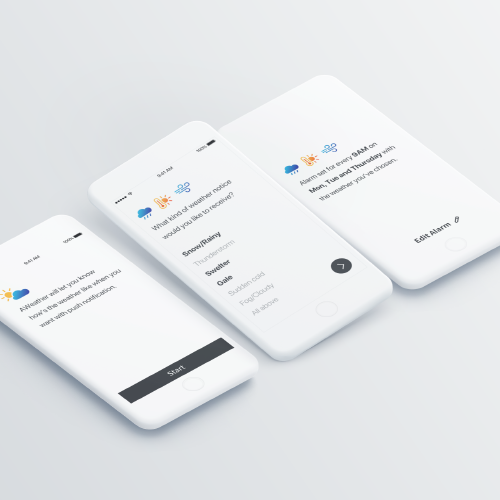 9:41 AM
100%
AWeather will let you know
how's the weather like when you
want with push notification.
Start
9:41 AM
100%
What kind of weather notice
would you like to receive?
Snow/Rainy
Thunderstorm
Swelter
Gale
Sudden cold
Fog/Cloudy
All above
Alarm set for every 9AM on
Mon, Tue and Thursday with
the weather you've chosen.
Edit Alarm